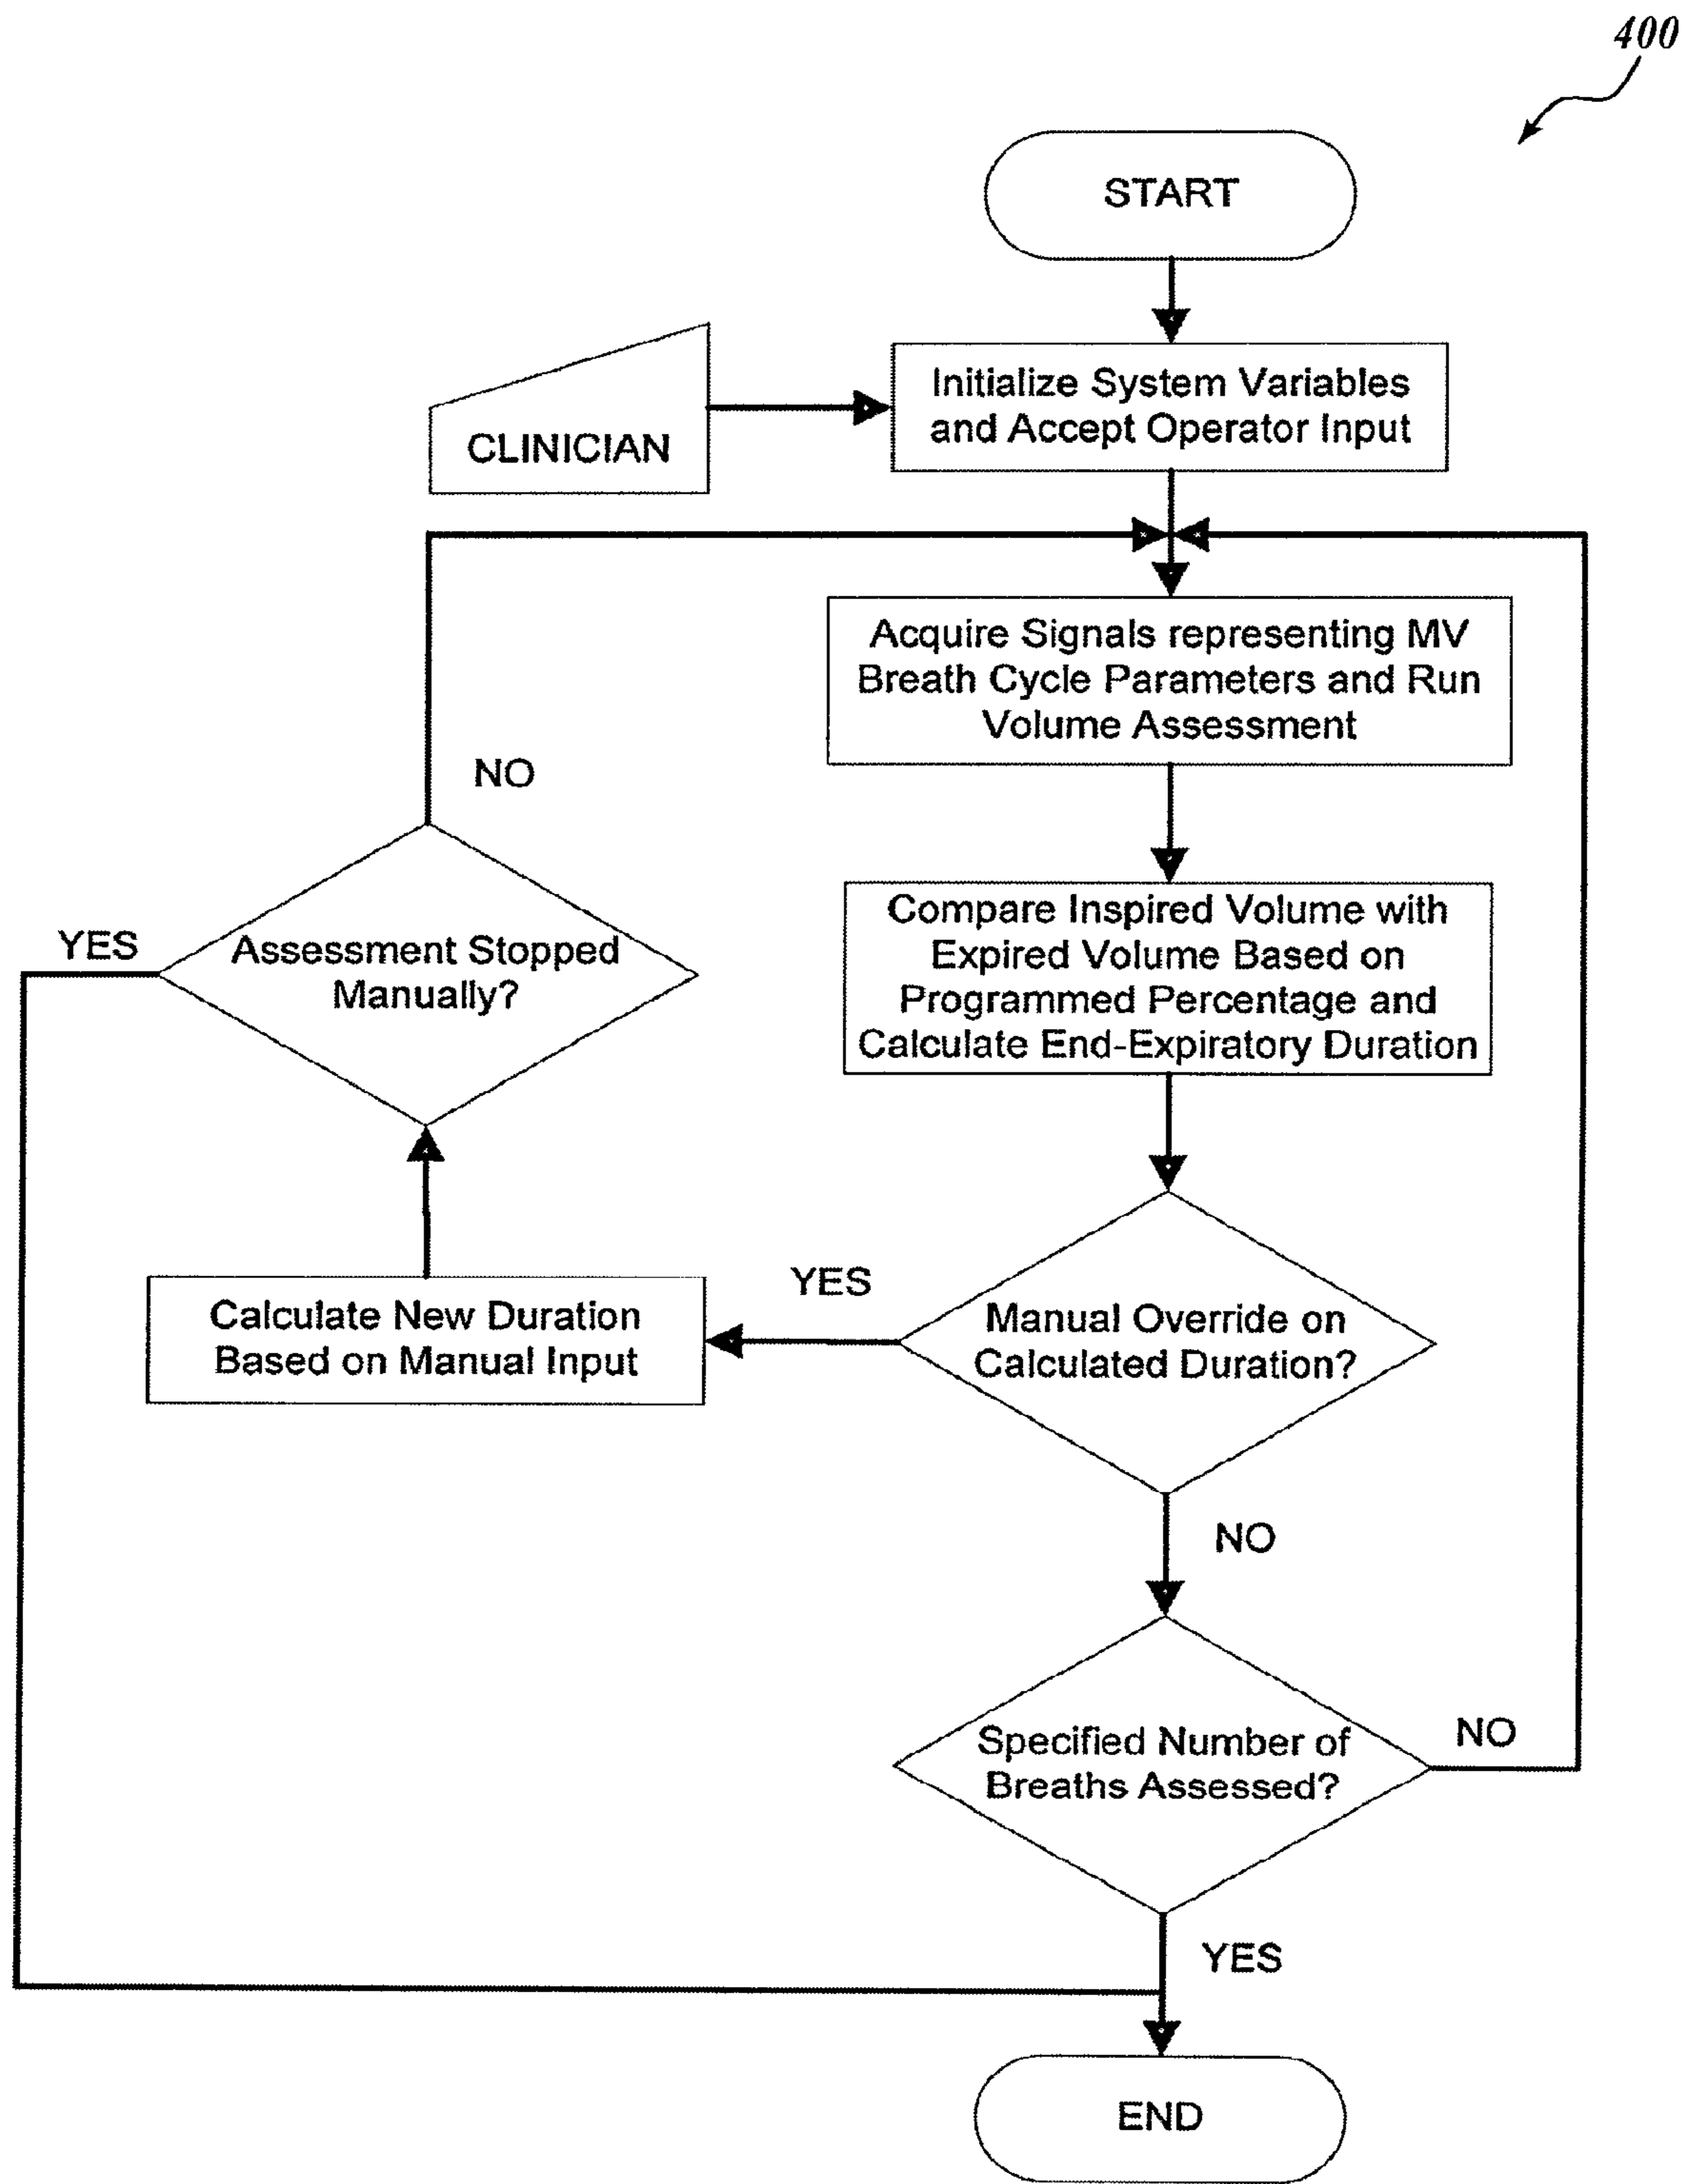 400
START
Initialize System Variables
and Accept Operator Input
CLINICIAN
Acquire Signals representing MV
Breath Cycle Parameters and Run
Volume Assessment
NO
Compare Inspired Volume with
Expired Volume Based on
Programmed Percentage and
Calculate End-Expiratory Duration
YES
Assessment Stopped
Manually?
YES
Calculate New Duration
Based on Manual Input
Manual Override on
Calculated Duration?
NO
Specified Number of
Breaths Assessed?
NO
YES
END